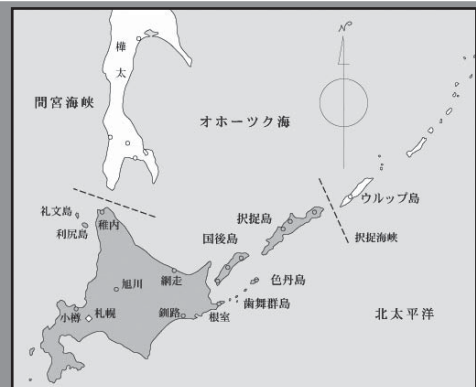 N
樺太
間宮海峡
オホーツク海
ウルップ島
択捉海峡
択捉島
国後島
色丹島
歯舞群島
北太平洋
礼文島
利尻島
稚内
旭川
網走
小樽
札幌
釧路
根室